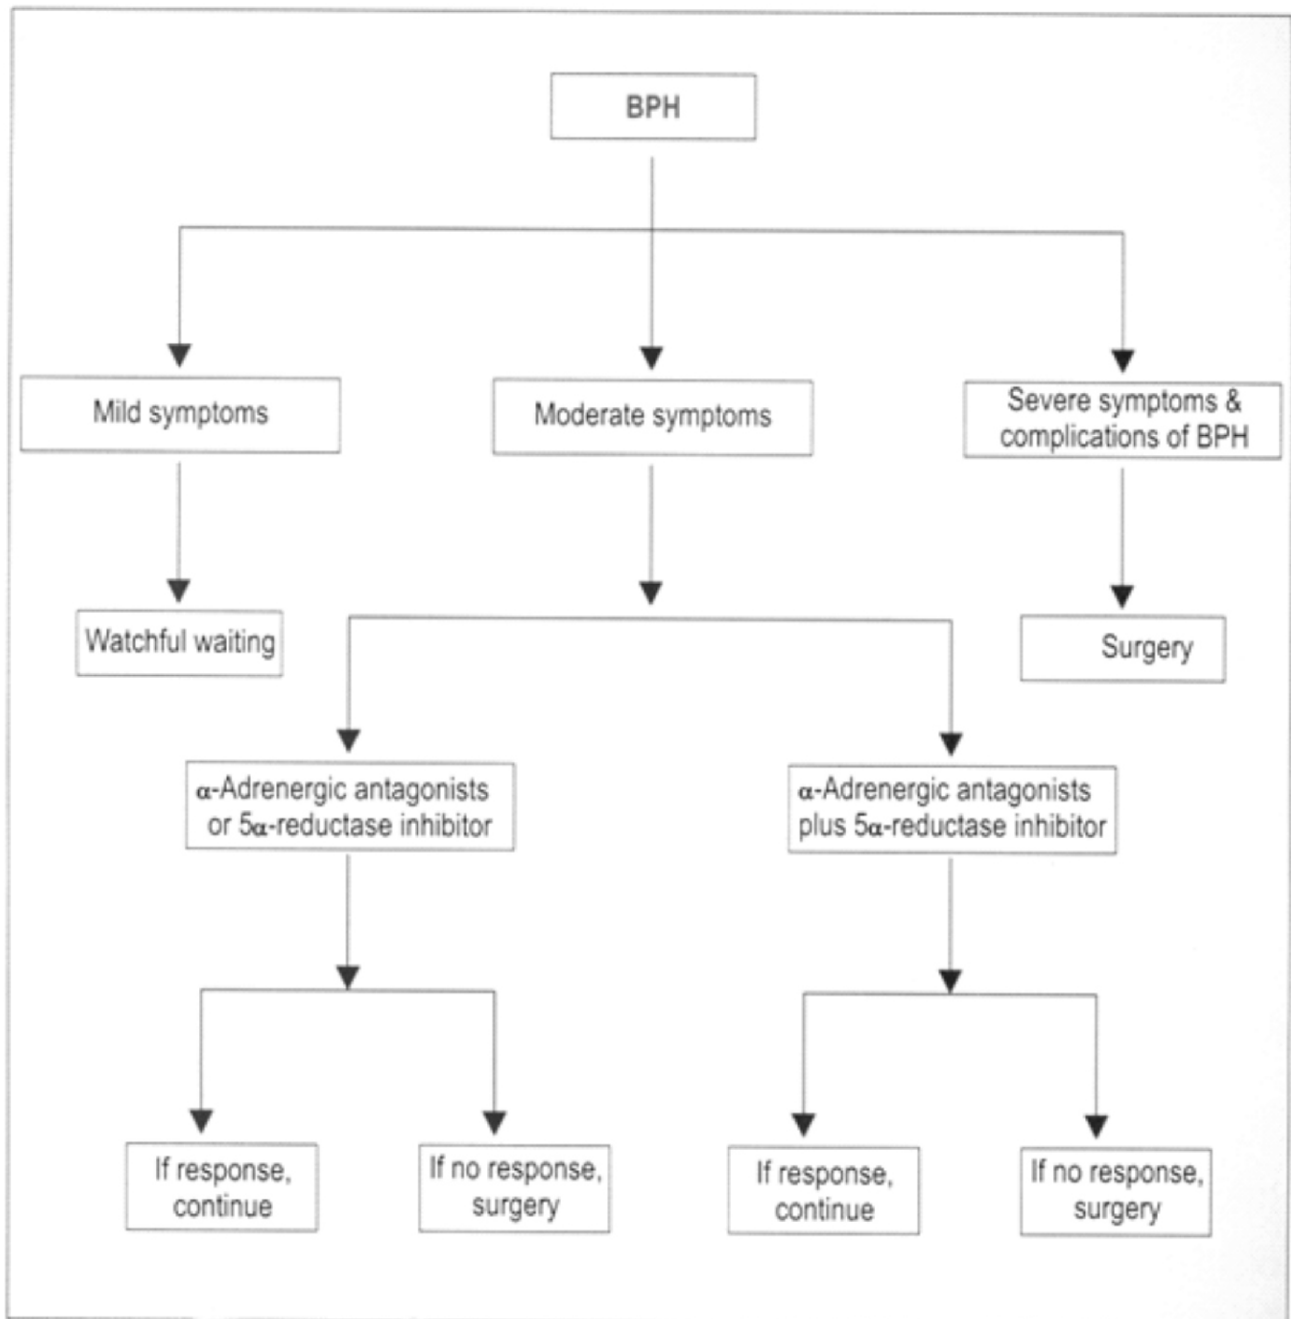 BPH
Mild symptoms
Moderate symptoms
Severe symptoms &
complications of BPH
Watchful waiting
Surgery
α-Adrenergic antagonists
or 5α-reductase inhibitor
α-Adrenergic antagonists
plus 5α-reductase inhibitor
If response,
continue
If no response,
surgery
If response,
continue
If no response,
surgery